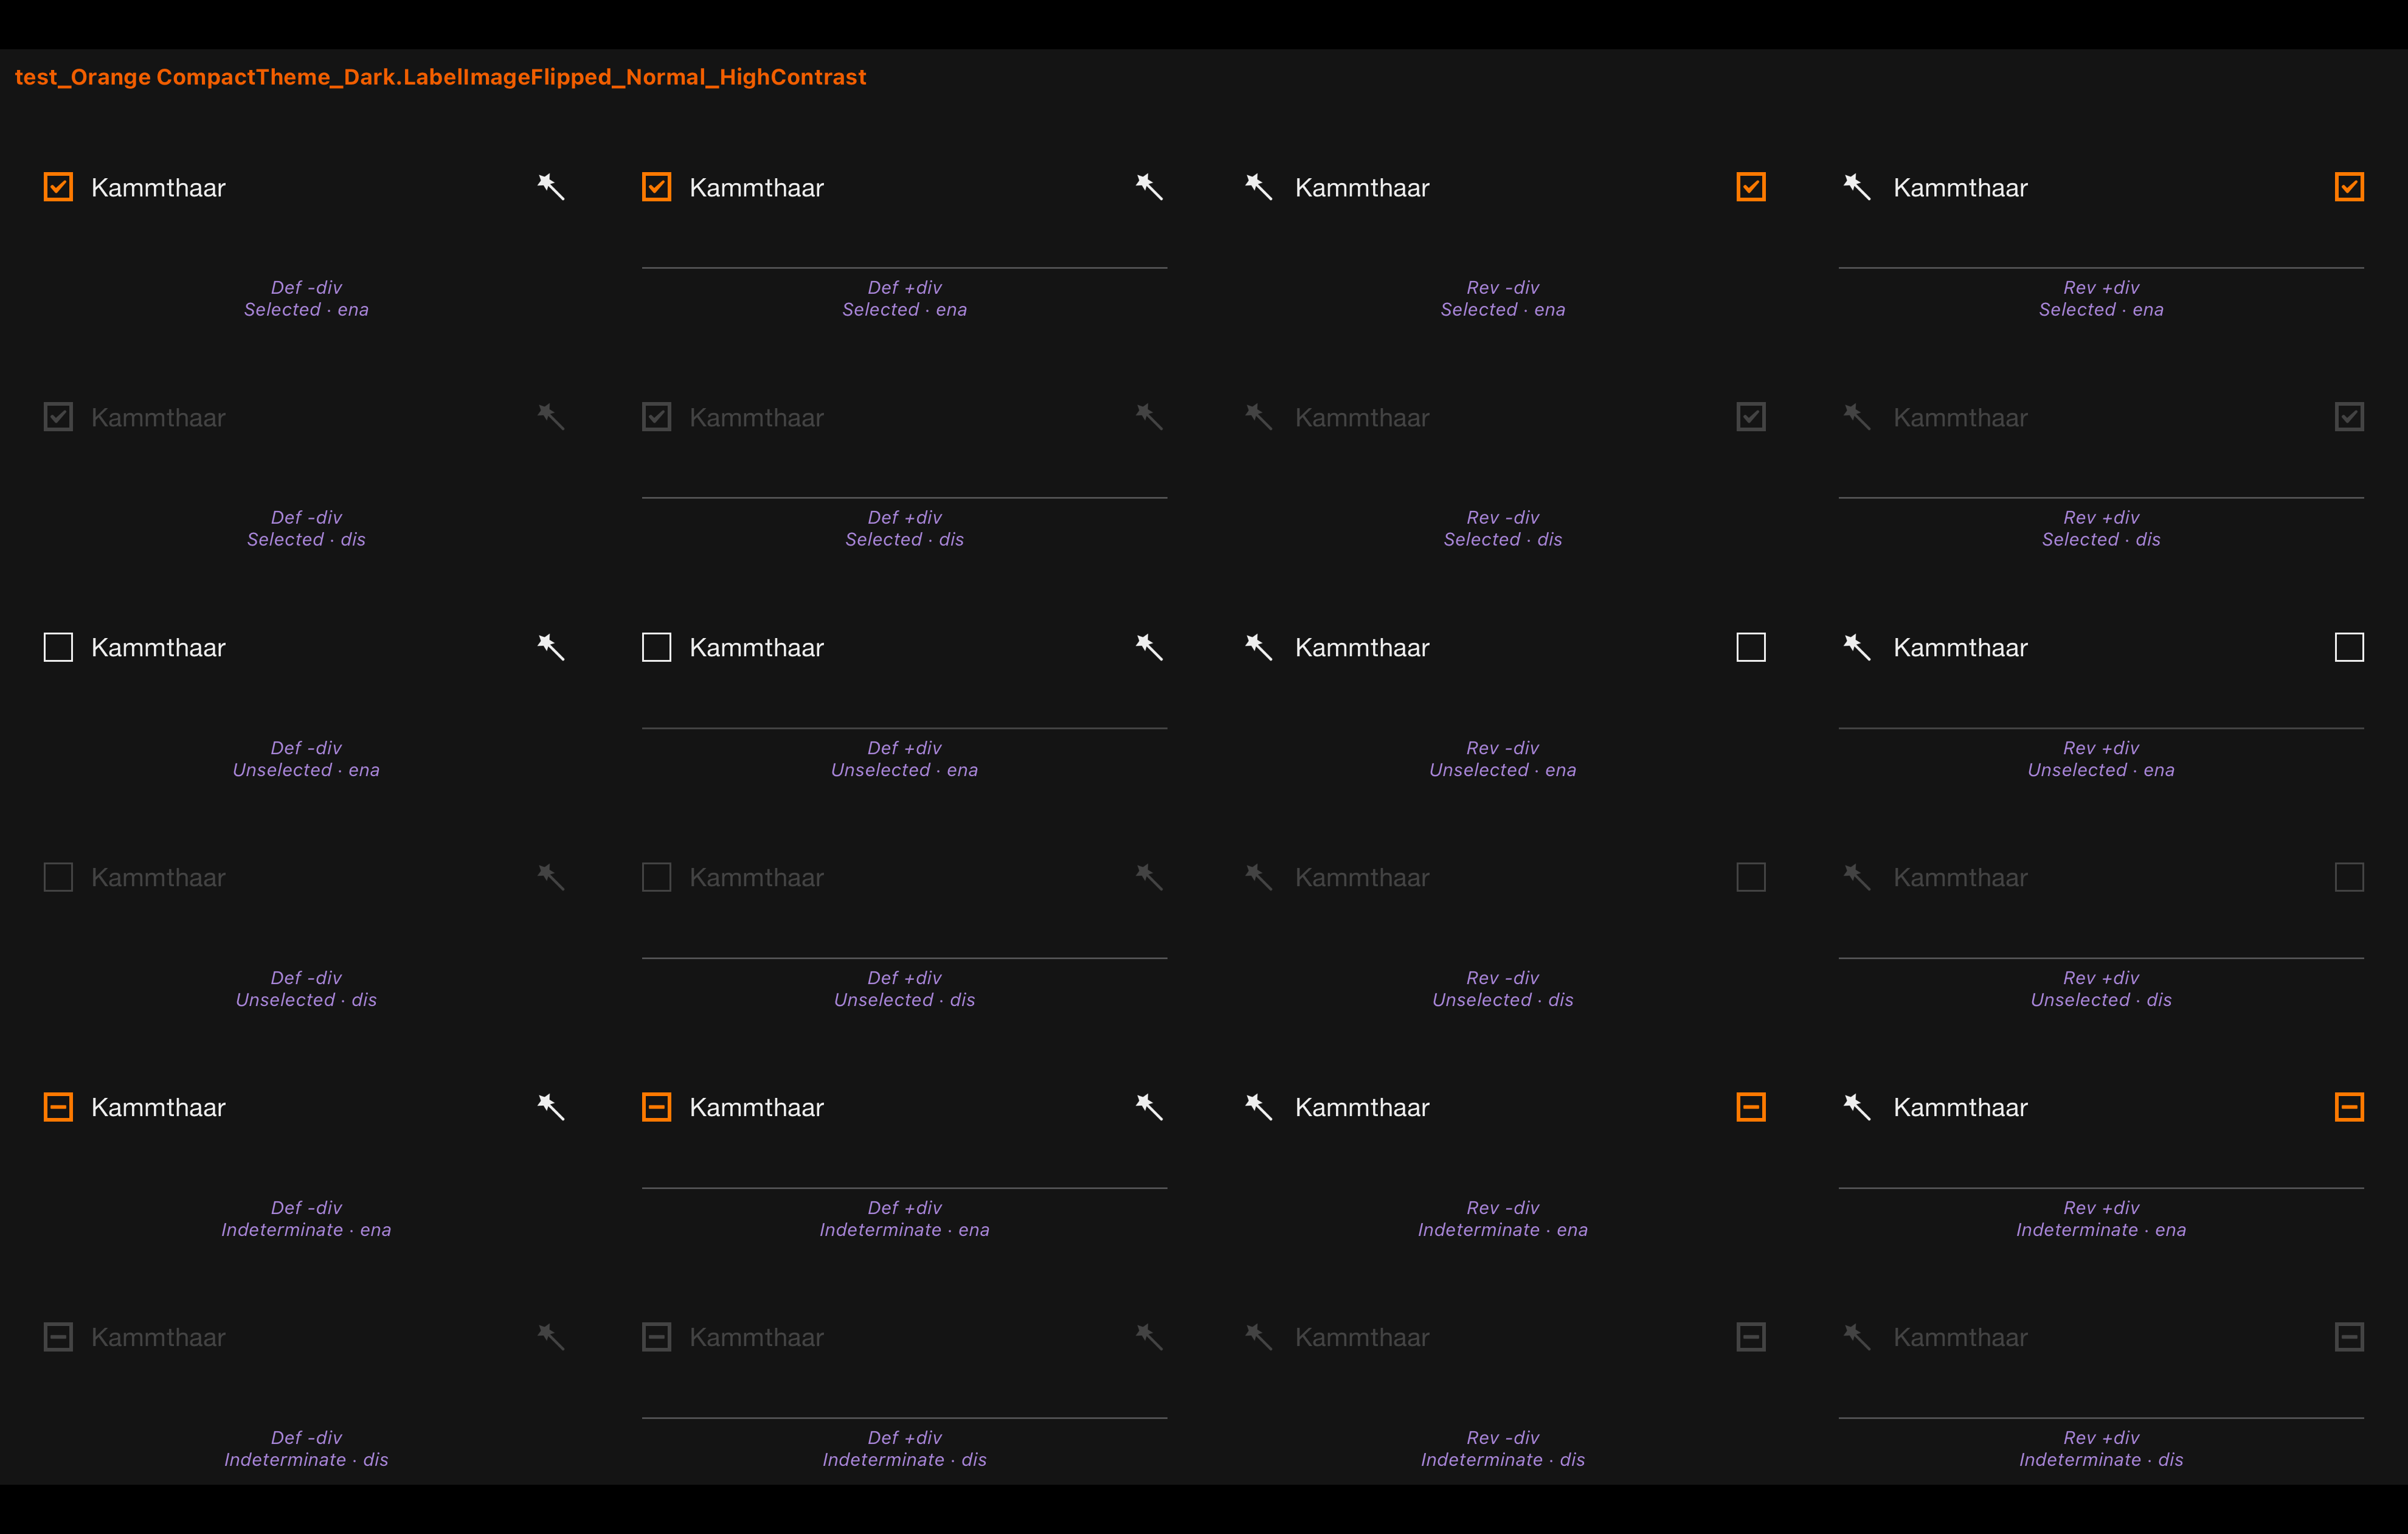 test_Orange CompactTheme_Dark.LabelImageFlipped_Normal_HighContrast
Kammthaar
Kammthaar
Kammthaar
Kammthaar
Def -div
Selected · ena
Def +div
Selected · ena
Rev -div
Selected · ena
Rev +div
Selected · ena
Kammthaar
Kammthaar
Kammthaar
Kammthaar
Def -div
Selected · dis
Def +div
Selected · dis
Rev -div
Selected · dis
Rev +div
Selected · dis
Kammthaar
Kammthaar
Kammthaar
Kammthaar
Def -div
Unselected · ena
Def +div
Unselected · ena
Rev -div
Unselected · ena
Rev +div
Unselected · ena
Kammthaar
Kammthaar
Kammthaar
Kammthaar
Def -div
Unselected · dis
Def +div
Unselected · dis
Rev -div
Unselected · dis
Rev +div
Unselected · dis
Kammthaar
Kammthaar
Kammthaar
Kammthaar
Def -div
Indeterminate · ena
Def +div
Indeterminate · ena
Rev -div
Indeterminate · ena
Rev +div
Indeterminate · ena
Kammthaar
Kammthaar
Kammthaar
Kammthaar
Def -div
Indeterminate · dis
Def +div
Indeterminate · dis
Rev -div
Indeterminate · dis
Rev +div
Indeterminate · dis